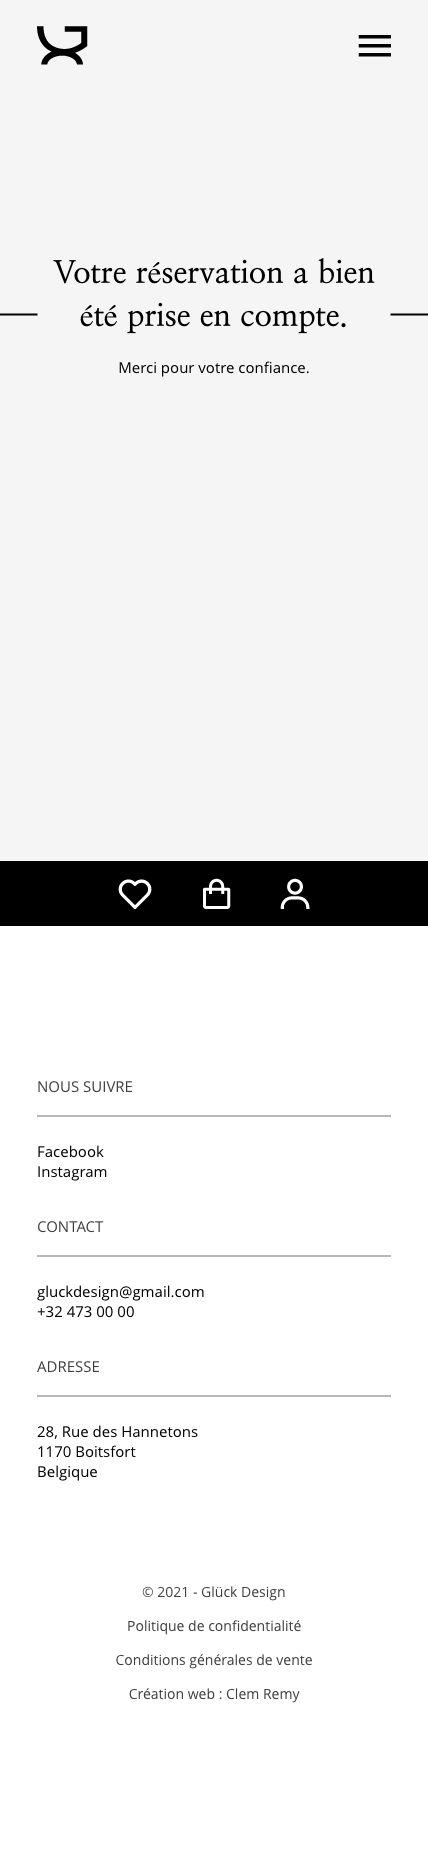 Votre réservation a bien
été prise en compte.
Merci pour votre confiance.
NOUS SUIVRE
Facebook
Instagram
CONTACT
gluckdesign@gmail.com
+32 473 00 00
ADRESSE
28, Rue des Hannetons
1170 Boitsfort
Belgique
© 2021 - Glück Design
Politique de confidentialité
Conditions générales de vente
Création web : Clem Remy